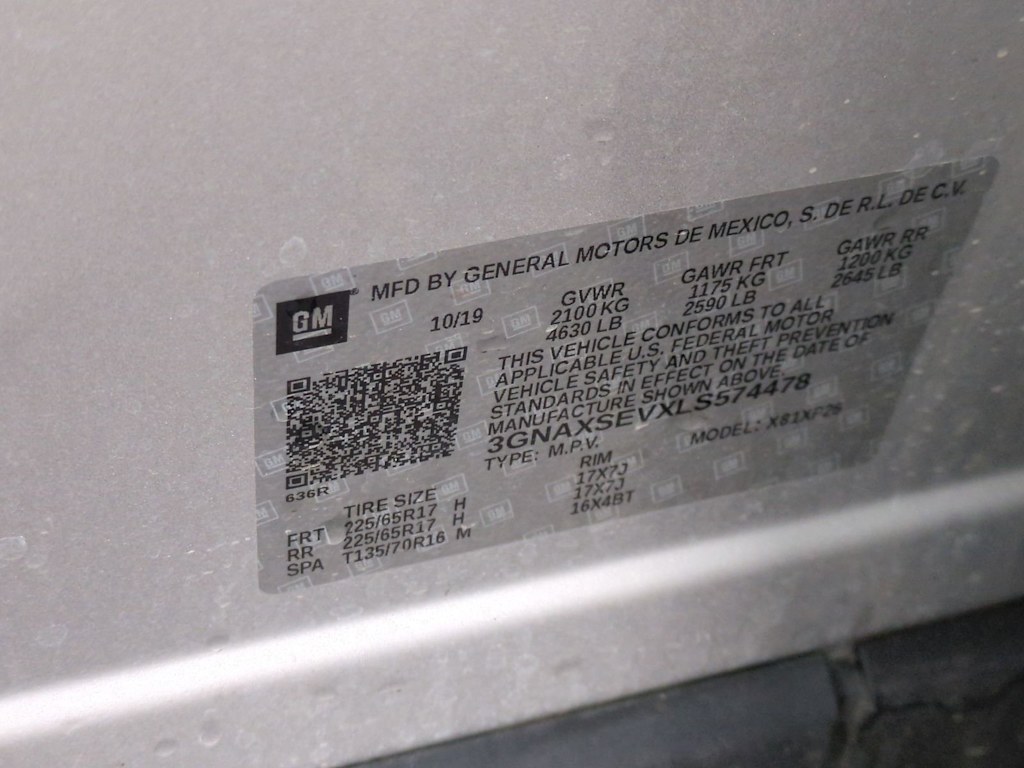 MFD BY GENERAL MOTORS DE MEXICO, S. DE R.L. DE C.V.
GM
10/19
GVWR GAWR FRT GAWR RR
2100 KG 1175 KG 1200 KG
4630 LB 2590 LB 2645 LB
THIS VEHICLE CONFORMS TO ALL
APPLICABLE U.S. FEDERAL MOTOR
VEHICLE SAFETY AND THEFT PREVENTION
STANDARDS IN EFFECT ON THE DATE OF
MANUFACTURE SHOWN ABOVE.
3GNAXSEVXLS574478
TYPE: M.P.V. MODEL: X81XF26
636R
TIRE SIZE RIM
FRT 225/65R17 H 17X7J
RR 225/65R17 H 17X7J
SPA T135/70R16 M 16X4BT